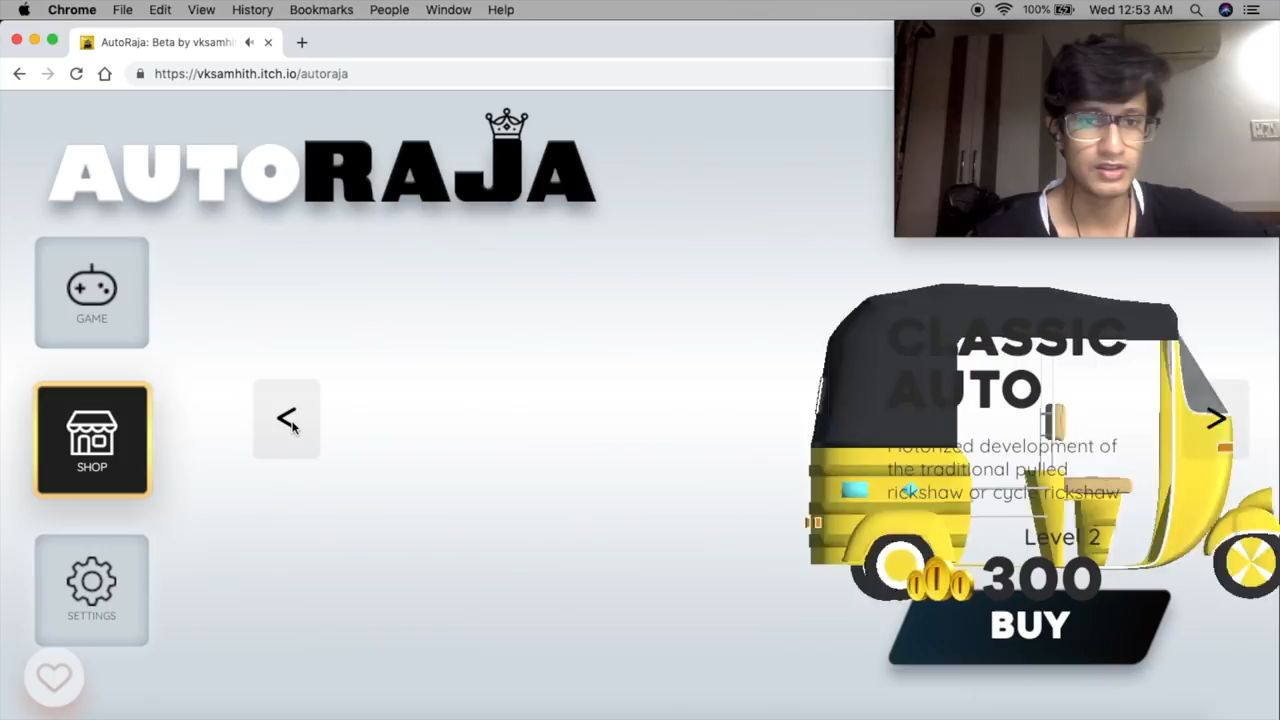 Chrome File Edit View History Bookmarks People Window Help 100% Wed 12:53 AM
AutoRaja: Beta by vksamhi
https://vksamhith.itch.io/autoraja
AUTORAJA
GAME
SHOP
SETTINGS
<
>
CLASSIC
AUTO
Motorized development of
the traditional pulled
rickshaw or cycle rickshaw
Level 2
300
BUY